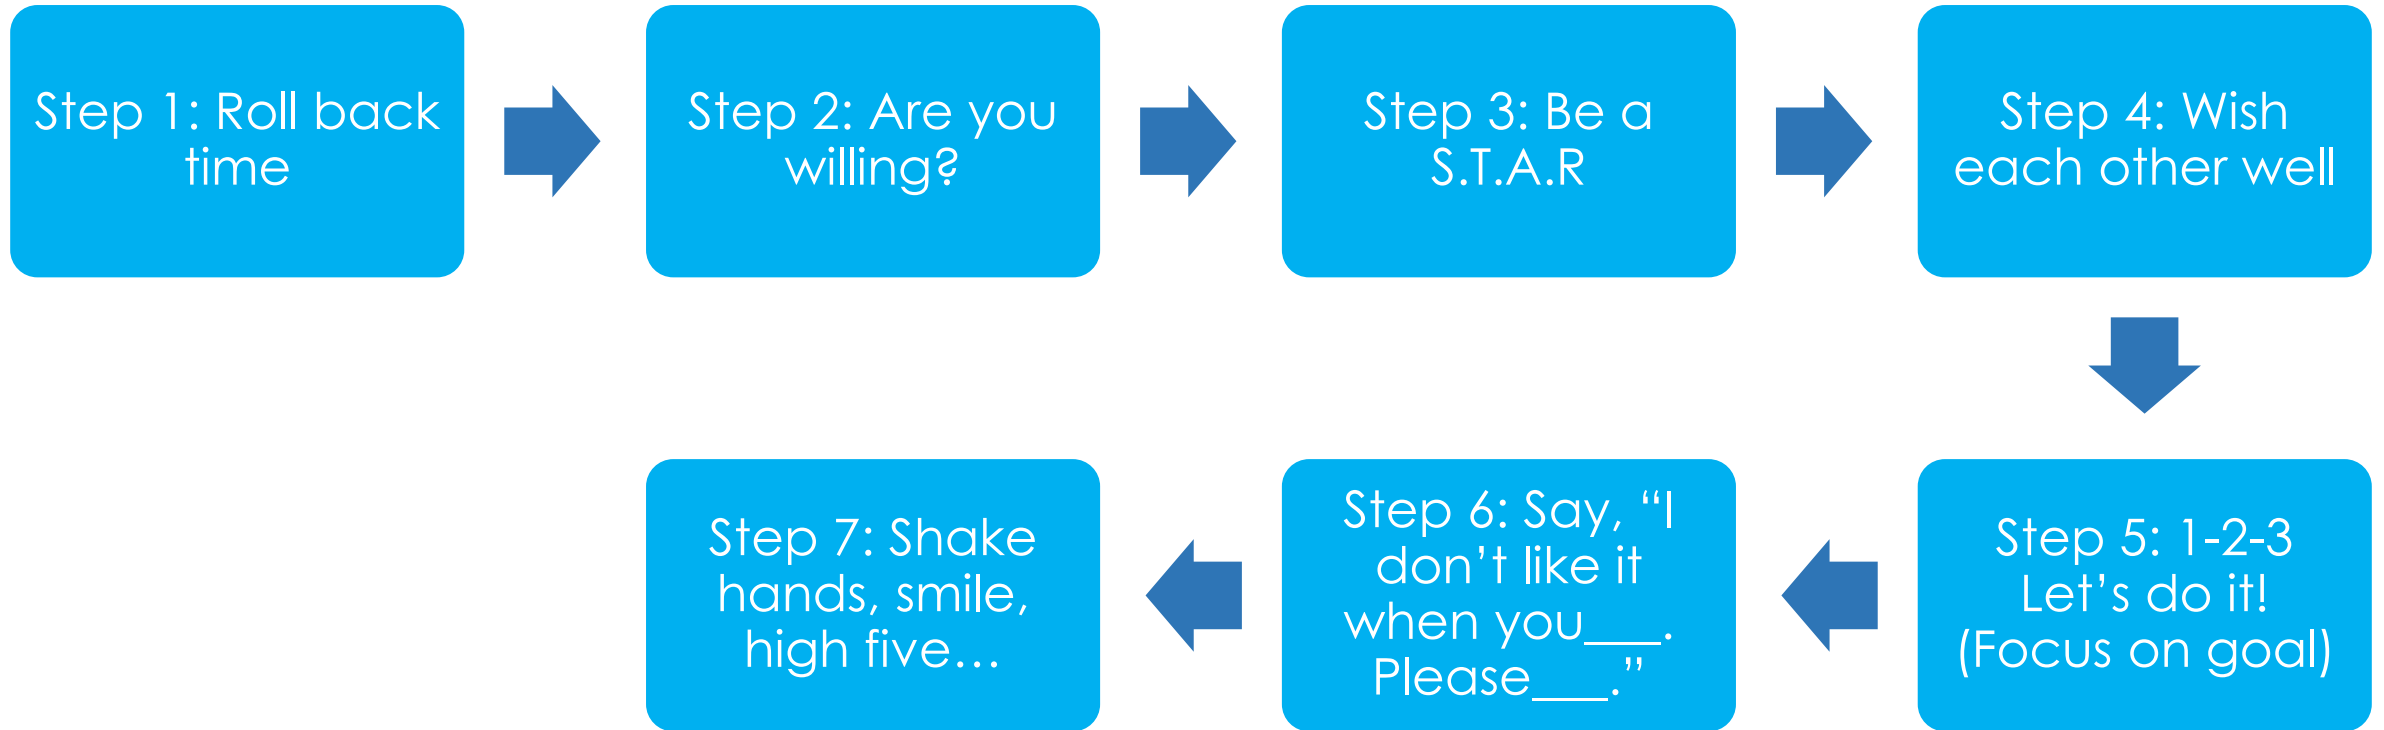 Step 1: Roll back
time
Step 2: Are you
willing?
Step 3: Be a
S.T.A.R
Step 4: Wish
each other well
Step 5: 1-2-3
Let’s do it!
(Focus on goal)
Step 6: Say, “I
don’t like it
when you___.
Please___.”
Step 7: Shake
hands, smile,
high five…